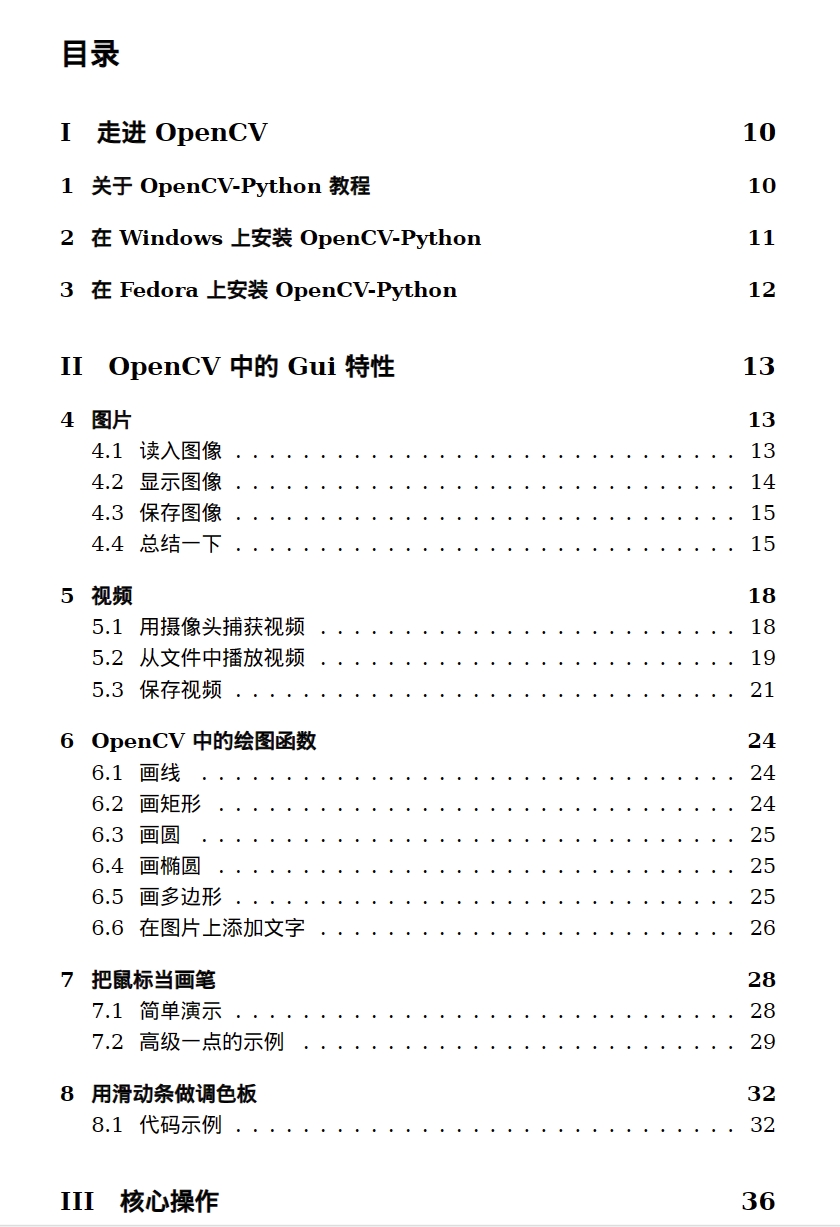 目录
I 走进 OpenCV 10
1 关于 OpenCV-Python 教程 10
2 在 Windows 上安装 OpenCV-Python 11
3 在 Fedora 上安装 OpenCV-Python 12
II OpenCV 中的 Gui 特性 13
4 图片 13
4.1 读入图像 . . . . . . . . . . . . . . . . . . . . . . . . . . . . . . 13
4.2 显示图像 . . . . . . . . . . . . . . . . . . . . . . . . . . . . . . 14
4.3 保存图像 . . . . . . . . . . . . . . . . . . . . . . . . . . . . . . 15
4.4 总结一下 . . . . . . . . . . . . . . . . . . . . . . . . . . . . . . 15
5 视频 18
5.1 用摄像头捕获视频 . . . . . . . . . . . . . . . . . . . . . . . . . 18
5.2 从文件中播放视频 . . . . . . . . . . . . . . . . . . . . . . . . . 19
5.3 保存视频 . . . . . . . . . . . . . . . . . . . . . . . . . . . . . . 21
6 OpenCV 中的绘图函数 24
6.1 画线 . . . . . . . . . . . . . . . . . . . . . . . . . . . . . . . . 24
6.2 画矩形 . . . . . . . . . . . . . . . . . . . . . . . . . . . . . . . 24
6.3 画圆 . . . . . . . . . . . . . . . . . . . . . . . . . . . . . . . . 25
6.4 画椭圆 . . . . . . . . . . . . . . . . . . . . . . . . . . . . . . . 25
6.5 画多边形 . . . . . . . . . . . . . . . . . . . . . . . . . . . . . . 25
6.6 在图片上添加文字 . . . . . . . . . . . . . . . . . . . . . . . . . 26
7 把鼠标当画笔 28
7.1 简单演示 . . . . . . . . . . . . . . . . . . . . . . . . . . . . . . 28
7.2 高级一点的示例 . . . . . . . . . . . . . . . . . . . . . . . . . . 29
8 用滑动条做调色板 32
8.1 代码示例 . . . . . . . . . . . . . . . . . . . . . . . . . . . . . . 32
III 核心操作 36